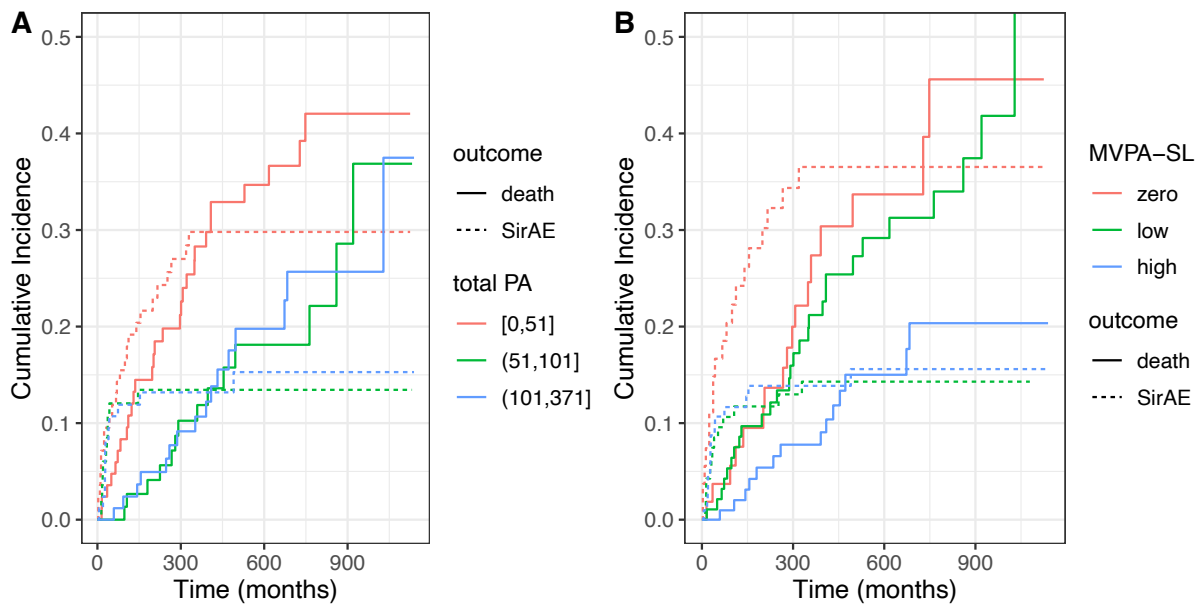 A
Cumulative Incidence
0.5
0.4
0.3
0.2
0.1
0.0
0
300
600
900
Time (months)
outcome
death
SirAE
total PA
[0,51]
(51,101]
(101,371]
B
Cumulative Incidence
0.5
0.4
0.3
0.2
0.1
0.0
0
300
600
900
Time (months)
MVPA−SL
zero
low
high
outcome
death
SirAE